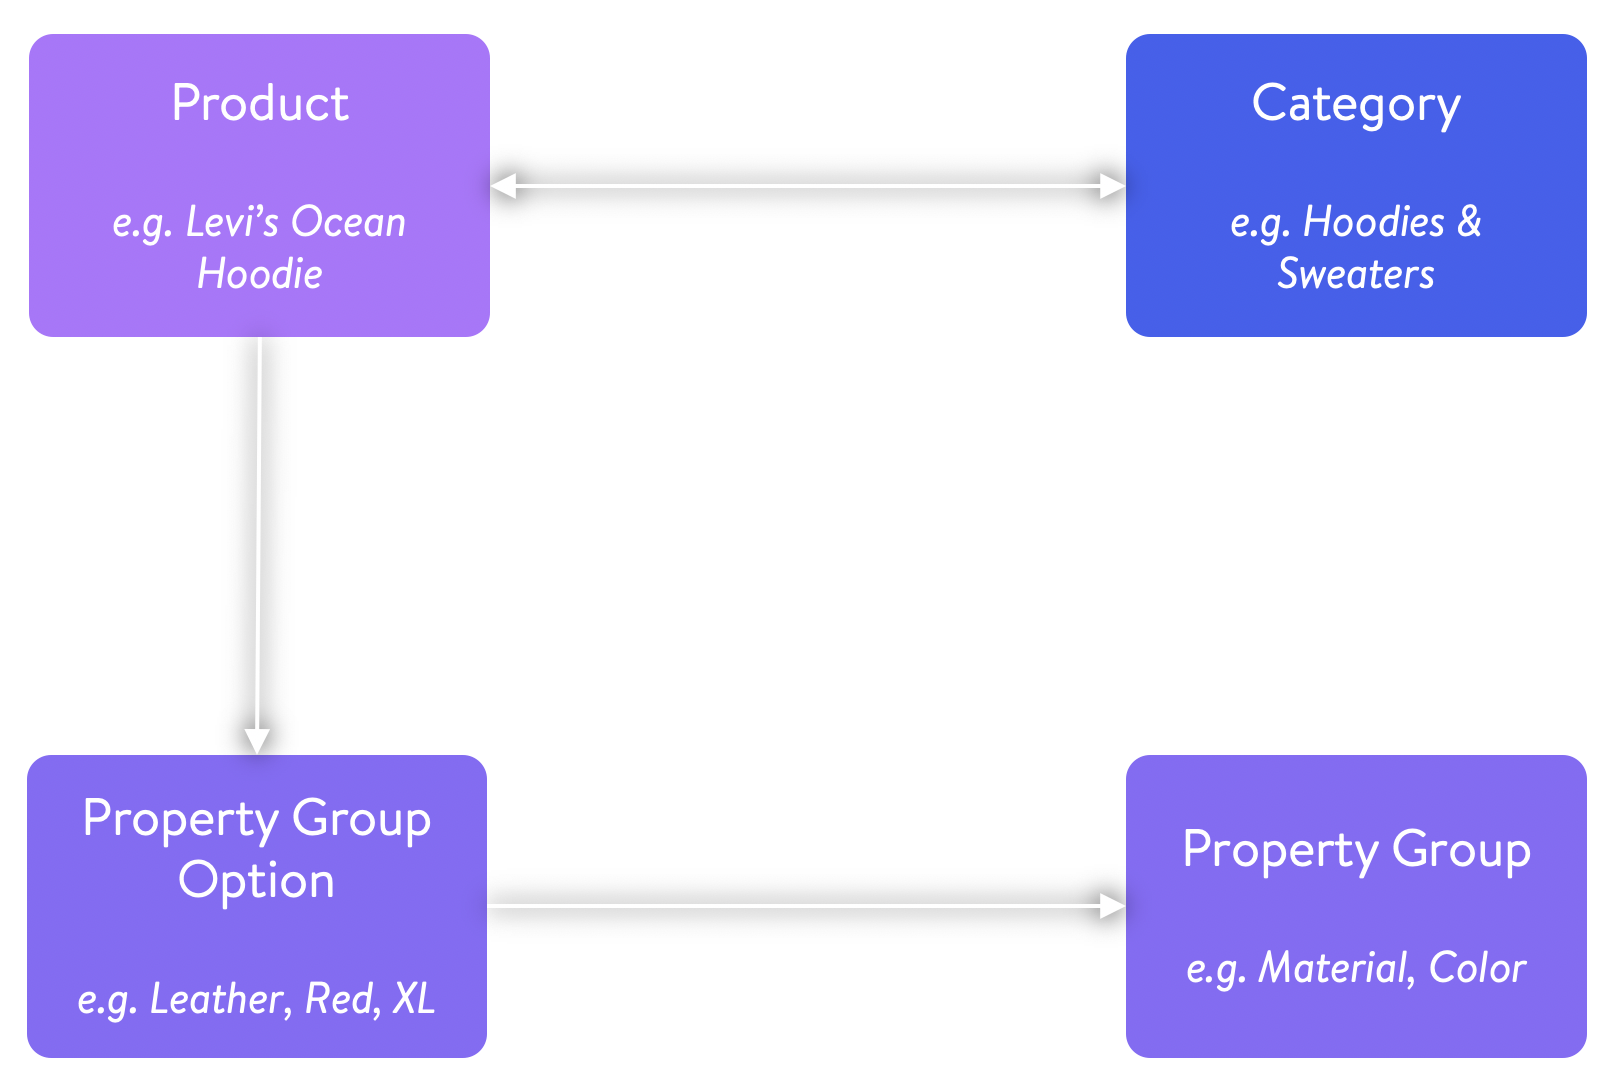 Product
e.g. Levi’s Ocean
Hoodie
Category
e.g. Hoodies &
Sweaters
Property Group
Option
e.g. Leather, Red, XL
Property Group
e.g. Material, Color